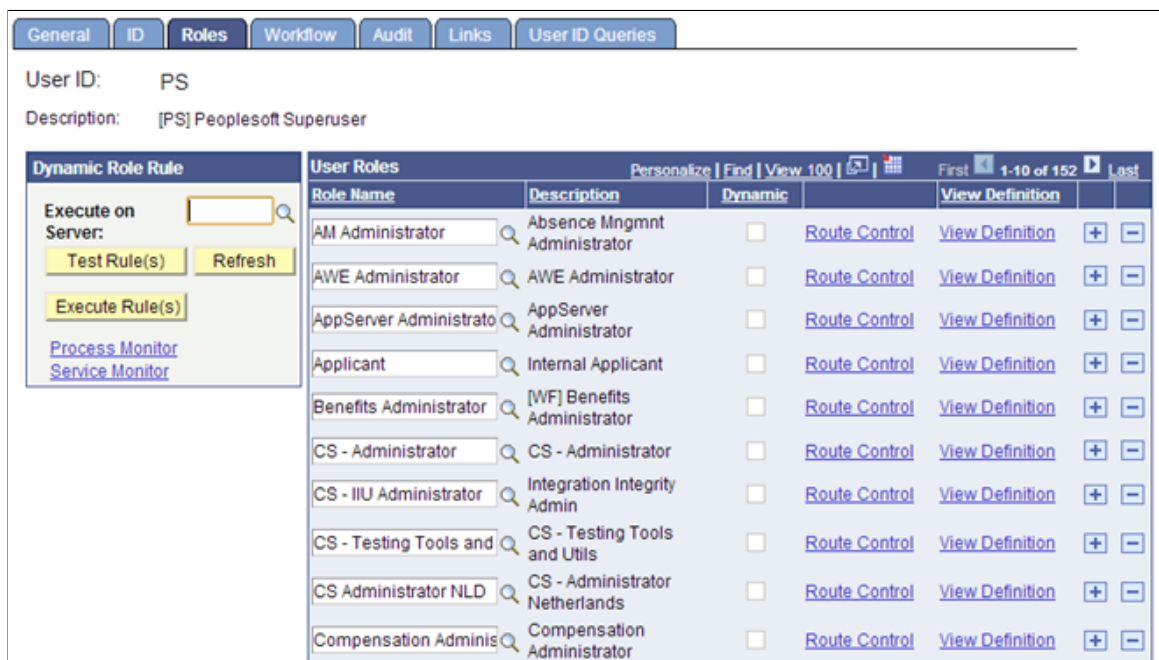 General ID Roles Workflow Audit Links User ID Queries
User ID: PS
Description: [PS] Peoplesoft Superuser
Dynamic Role Rule
Execute on
Server:
Test Rule(s) Refresh
Execute Rule(s)
Process Monitor
Service Monitor
User Roles Personalize | Find | View 100 | | First 1-10 of 152 Last
Role Name Description Dynamic View Definition
AM Administrator Absence Mngmnt Administrator Route Control View Definition
AWE Administrator AWE Administrator Route Control View Definition
AppServer Administrato AppServer Administrator Route Control View Definition
Applicant Internal Applicant Route Control View Definition
Benefits Administrator [WF] Benefits Administrator Route Control View Definition
CS - Administrator CS - Administrator Route Control View Definition
CS - IIU Administrator Integration Integrity Admin Route Control View Definition
CS - Testing Tools and CS - Testing Tools and Utils Route Control View Definition
CS Administrator NLD CS - Administrator Netherlands Route Control View Definition
Compensation Adminis Compensation Administrator Route Control View Definition